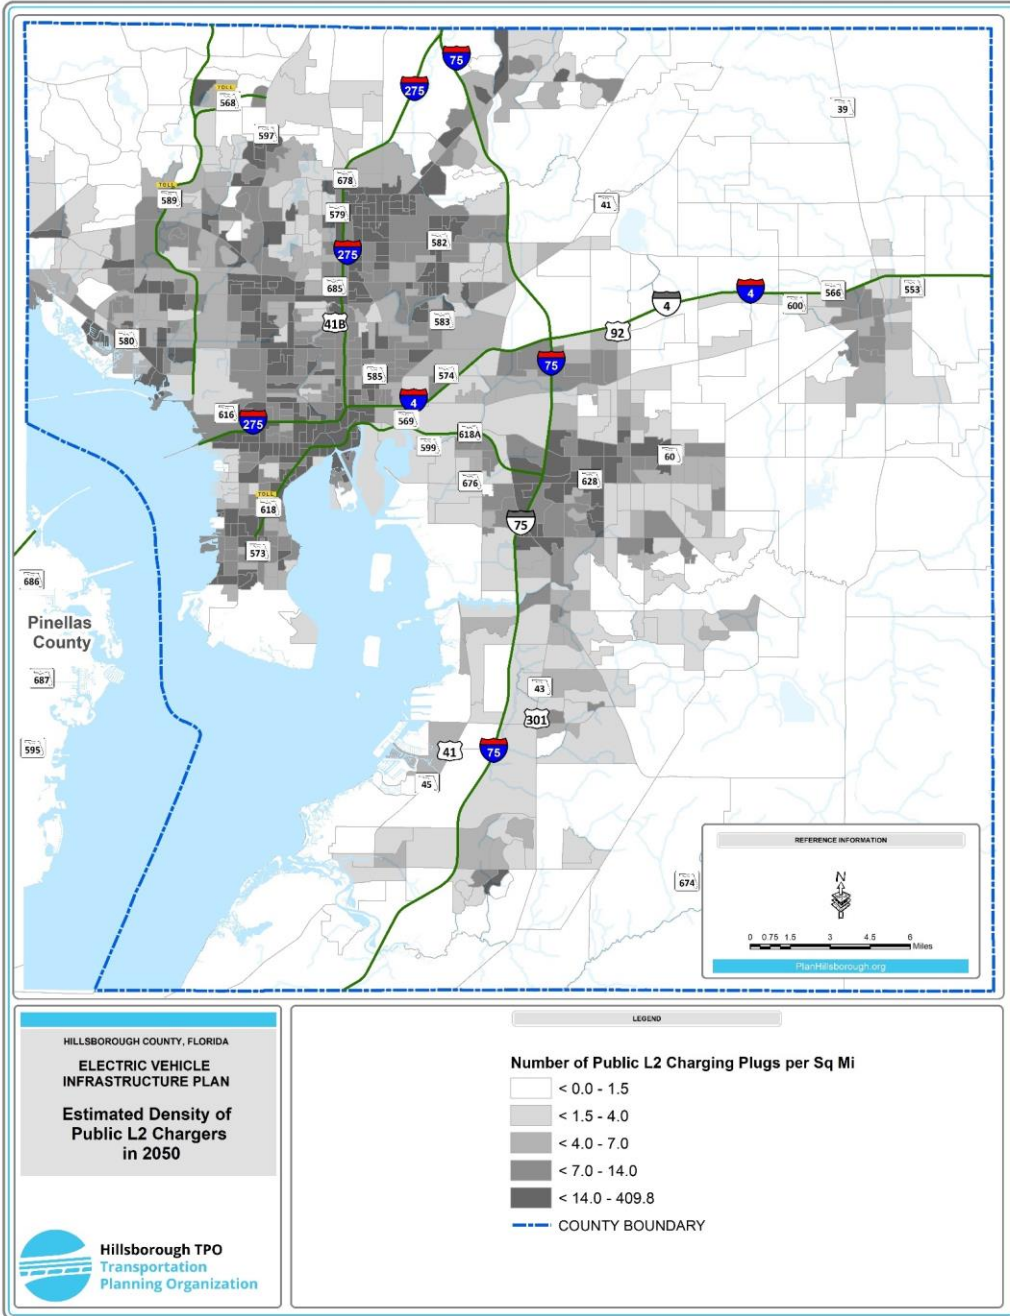 75
275
TOLL
568
39
597
678
TOLL
589
41
579
582
275
685
4
4
566
553
600
583
41B
92
580
75
585
574
4
616
275
569
618A
599
60
676
628
TOLL
618
75
573
686
Pinellas
County
687
43
301
595
41
75
45
674
REFERENCE INFORMATION
N
0 0.75 1.5 3 4.5 6
Miles
PlanHillsborough.org
HILLSBOROUGH COUNTY, FLORIDA
ELECTRIC VEHICLE
INFRASTRUCTURE PLAN
Estimated Density of
Public L2 Chargers
in 2050
Hillsborough TPO
Transportation
Planning Organization
LEGEND
Number of Public L2 Charging Plugs per Sq Mi
< 0.0 - 1.5
< 1.5 - 4.0
< 4.0 - 7.0
< 7.0 - 14.0
< 14.0 - 409.8
COUNTY BOUNDARY